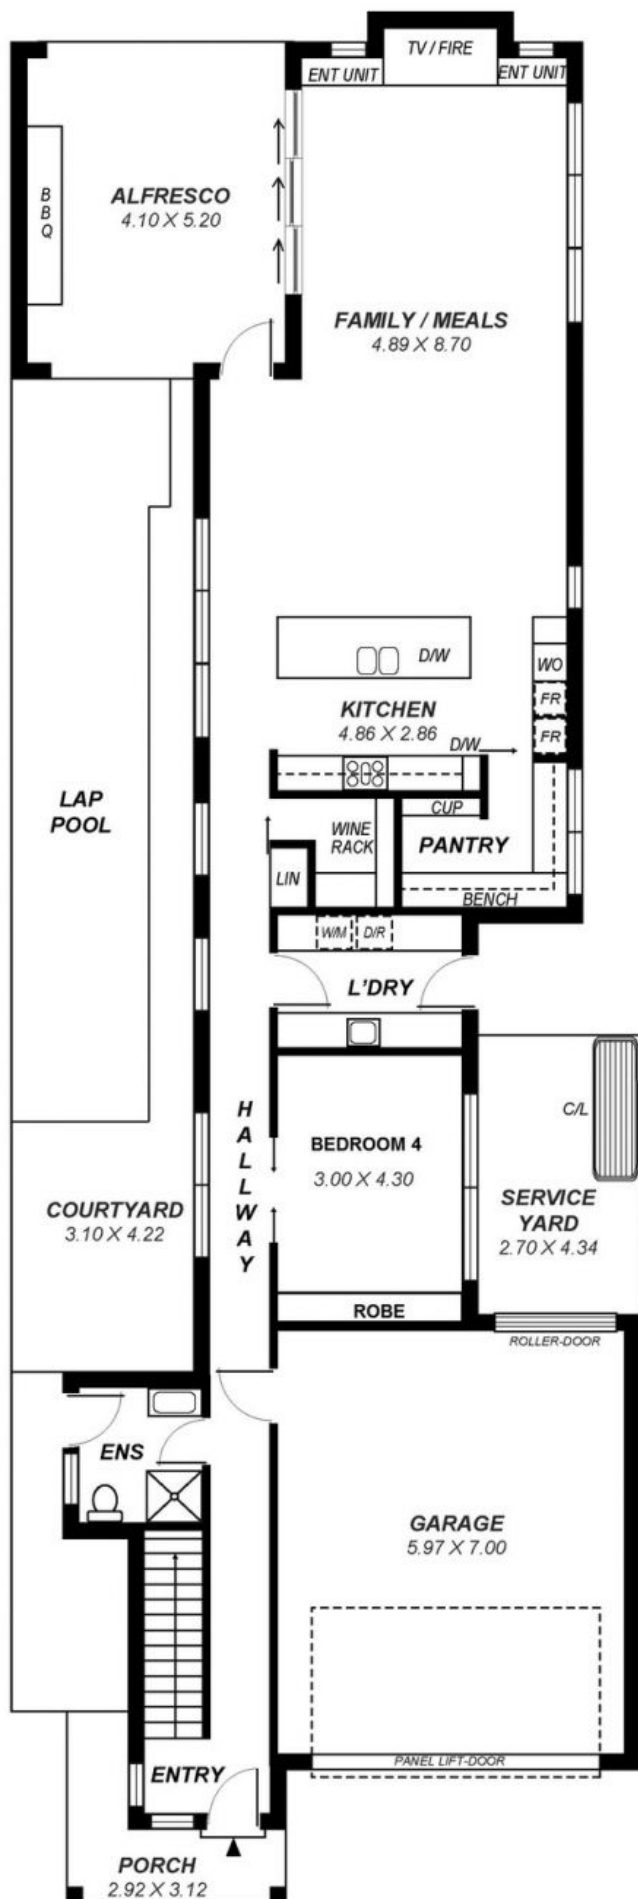 TV / FIRE
ENT UNIT
ENT UNIT
B
B
Q
ALFRESCO
4.10 X 5.20
FAMILY / MEALS
4.89 X 8.70
D/W
WO
FR
FR
KITCHEN
4.86 X 2.86
D/W
LAP
POOL
WINE
RACK
CUP
PANTRY
LIN
BENCH
W/M
D/R
L'DRY
H
A
L
L
W
A
Y
BEDROOM 4
3.00 X 4.30
C/L
COURTYARD
3.10 X 4.22
SERVICE
YARD
2.70 X 4.34
ROBE
ROLLER-DOOR
ENS
GARAGE
5.97 X 7.00
ENTRY
PANEL LIFT-DOOR
PORCH
2.92 X 3.12